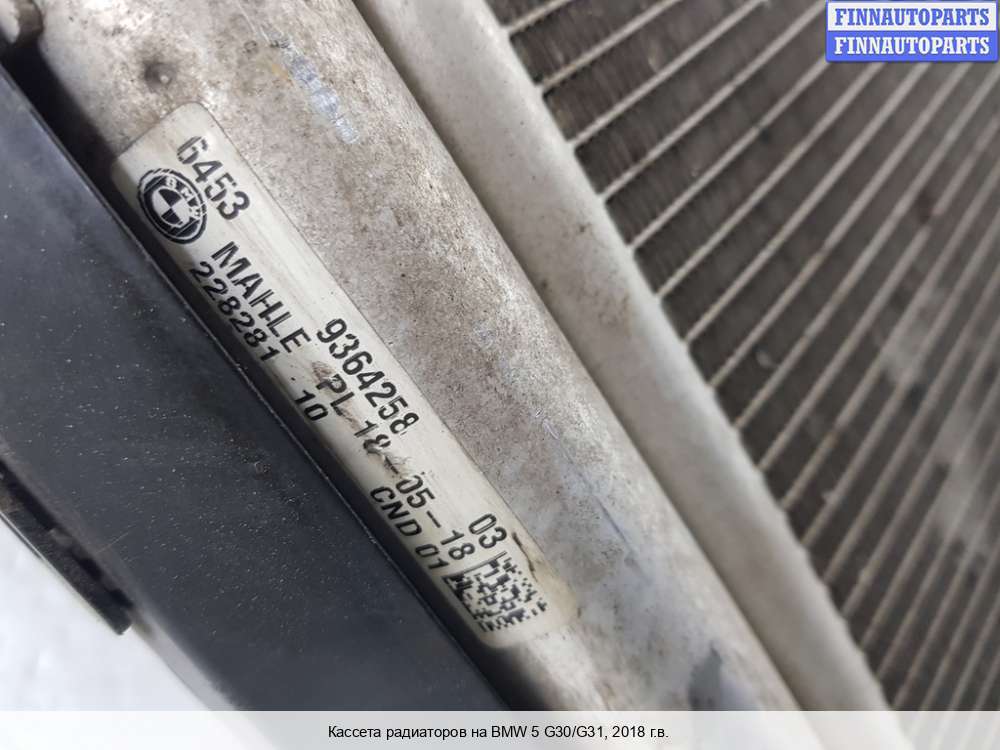 FINNAUTOPARTS
FINNAUTOPARTS
6453 9364258 03
BMW
MAHLE PL 18-05-18
228281.10 CND 01
Кассета радиаторов на BMW 5 G30/G31, 2018 г.в.